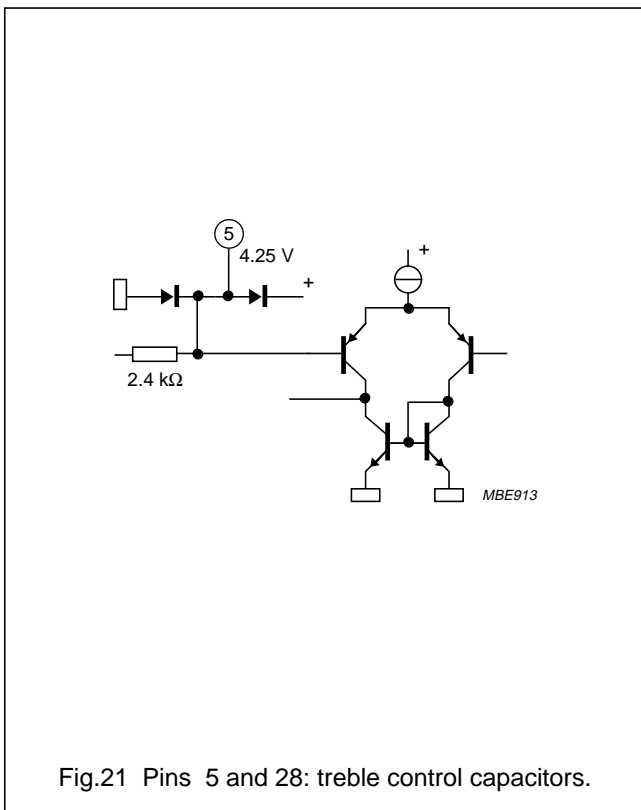 5
4.25 V
+
+
2.4 kΩ
MBE913
Fig.21 Pins 5 and 28: treble control capacitors.